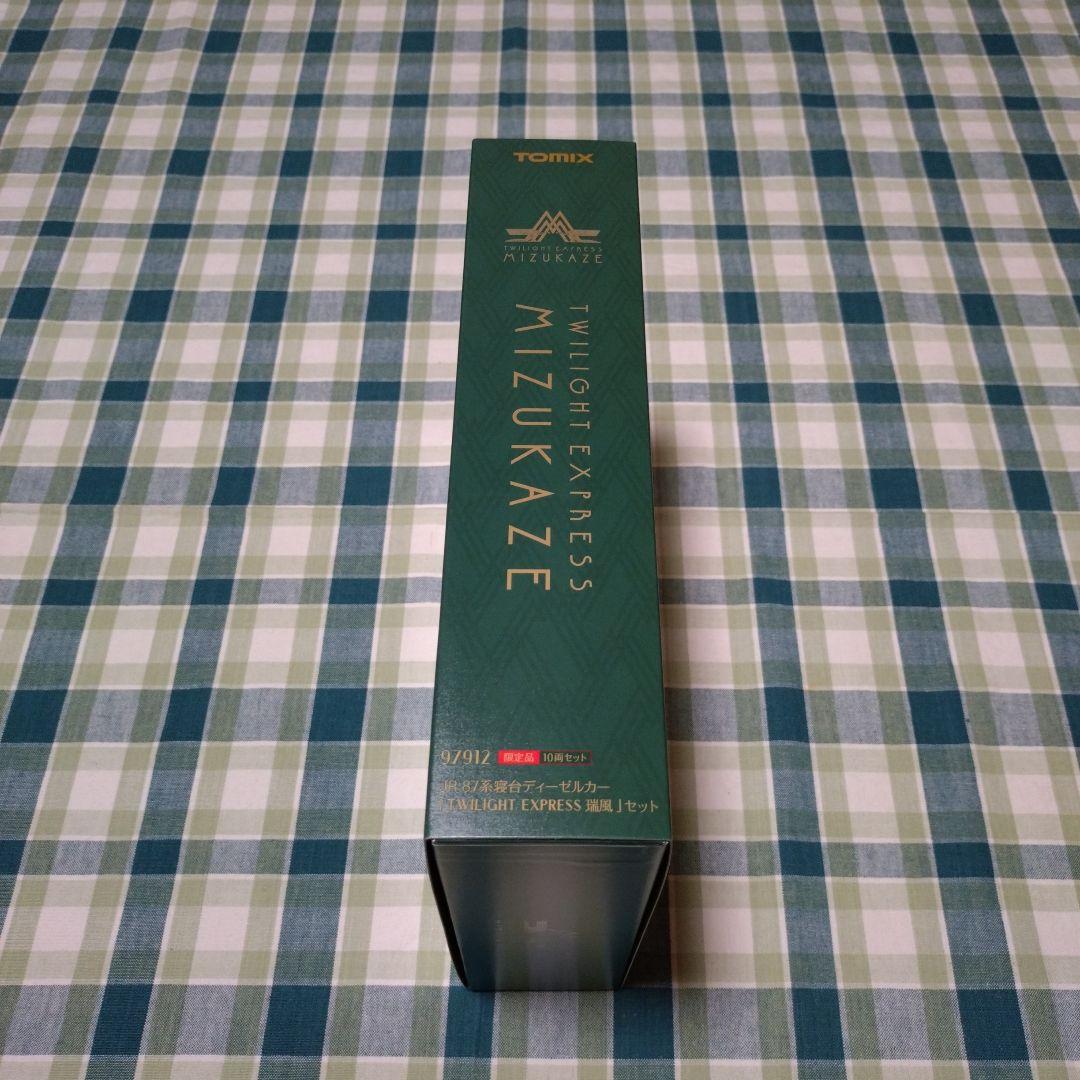 TOMIX
TWILIGHT EXPRESS
MIZUKAZE
TWILIGHT EXPRESS
MIZUKAZE
97912 限定品 10両セット
JR 87系寝台ディーゼルカー
「TWILIGHT EXPRESS 瑞風」セット